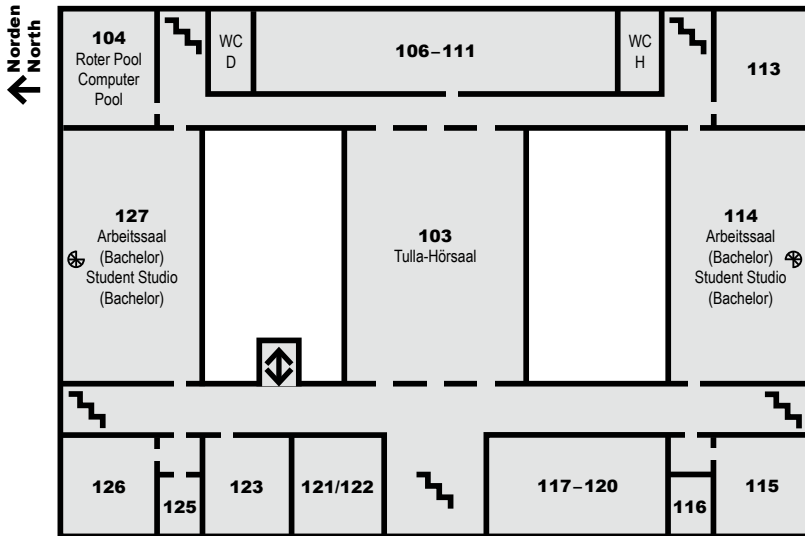 Norden
North
104
Roter Pool
Computer
Pool
WC
D
106–111
WC
H
113
127
Arbeitssaal
(Bachelor)
Student Studio
(Bachelor)
103
Tulla-Hörsaal
114
Arbeitssaal
(Bachelor)
Student Studio
(Bachelor)
126
125
123
121/122
117–120
116
115